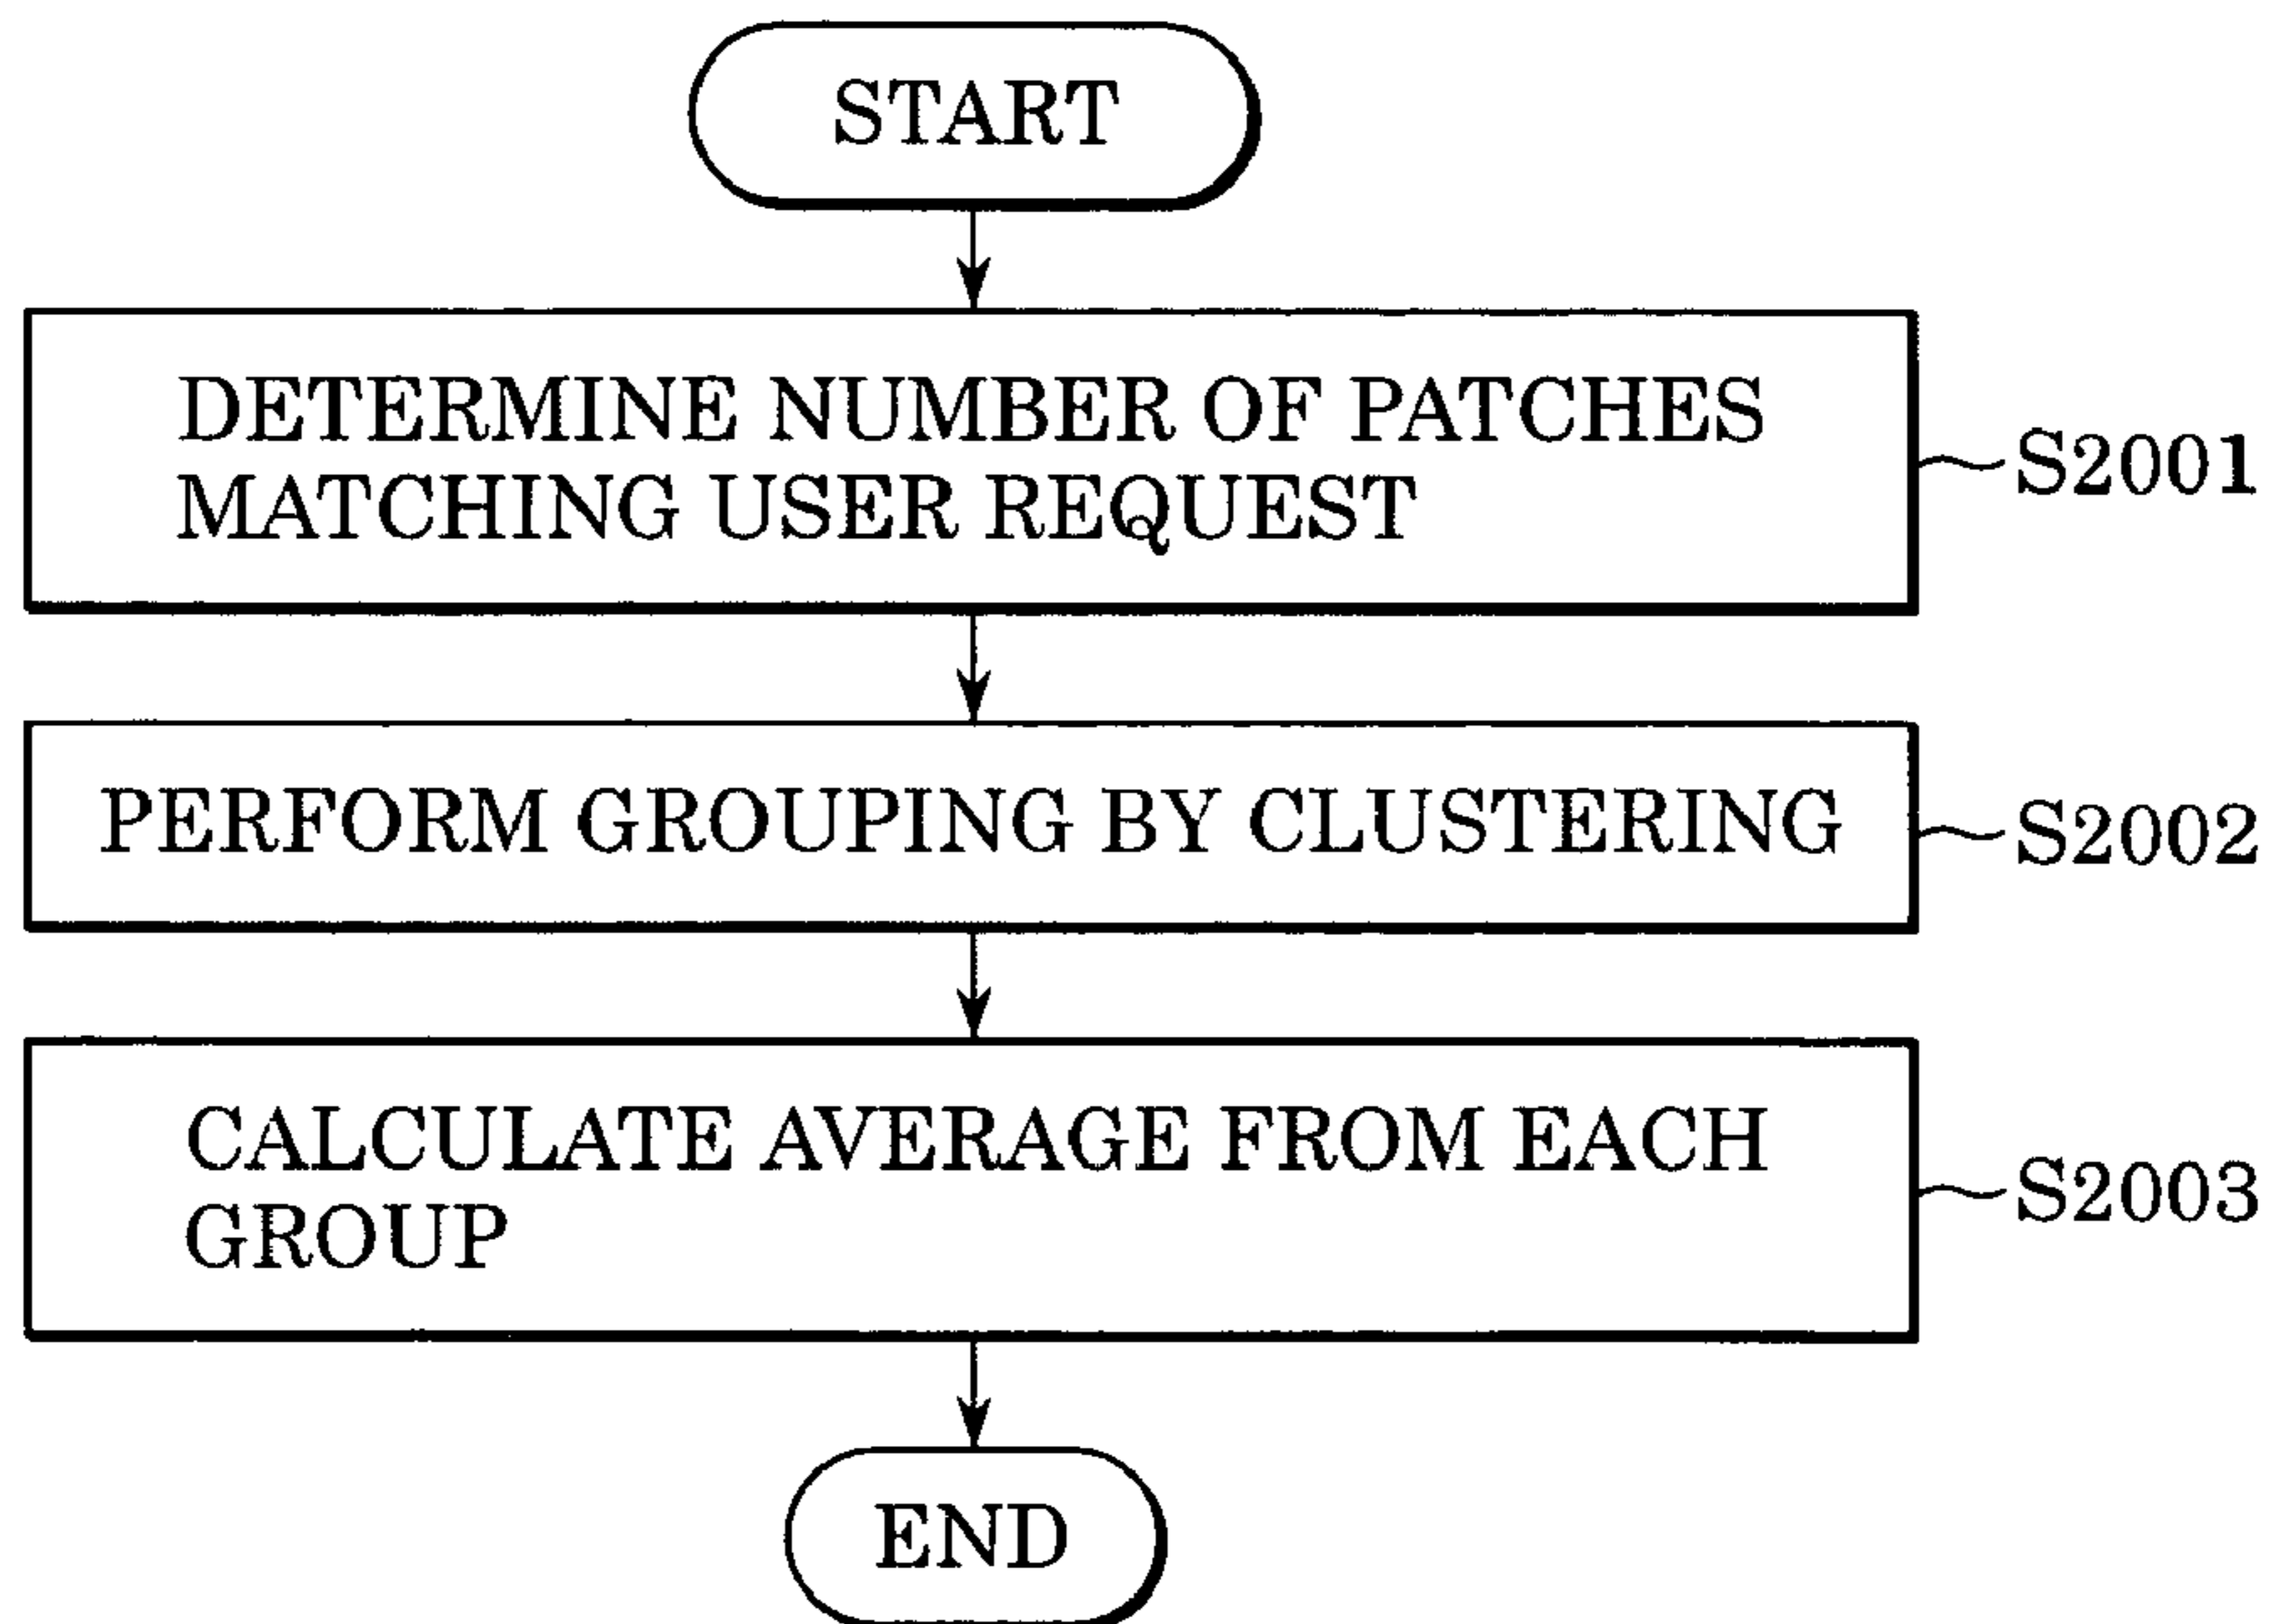 START
DETERMINE NUMBER OF PATCHES
MATCHING USER REQUEST
S2001
PERFORM GROUPING BY CLUSTERING
S2002
CALCULATE AVERAGE FROM EACH
GROUP
S2003
END